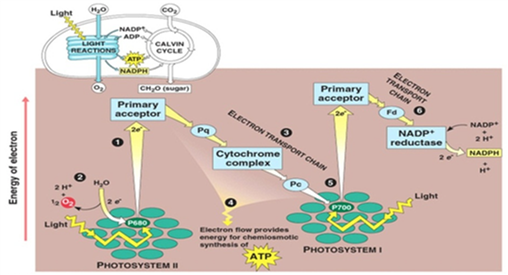 Light
H₂O
CO₂
NADP⁺
ADP
LIGHT
REACTIONS
CALVIN
CYCLE
ATP
NADPH
O₂
CH₂O (sugar)
Energy of electron
Primary
acceptor
2e⁻
1
Pq
ELECTRON TRANSPORT CHAIN
3
Cytochrome
complex
Pc
2
H₂O
2 H⁺
+
½ O₂
2 e⁻
Light
P680
PHOTOSYSTEM II
4
Electron flow provides
energy for chemiosmotic
synthesis of
ATP
5
Primary
acceptor
2e⁻
ELECTRON
TRANSPORT
CHAIN
Fd
6
NADP⁺
reductase
NADP⁺
+
2 H⁺
2 e⁻
NADPH
+
H⁺
Light
P700
PHOTOSYSTEM I